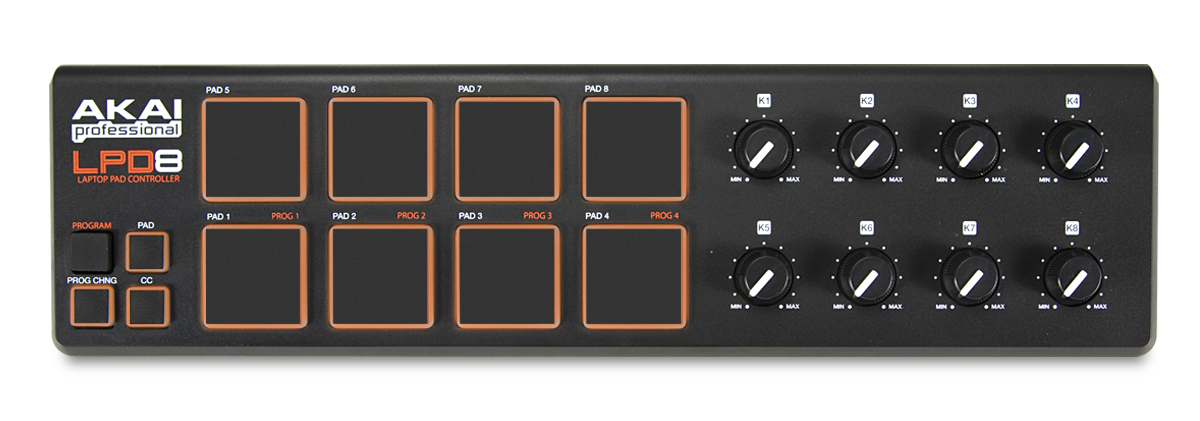 AKAI
professional
LPD8
LAPTOP PAD CONTROLLER
PROGRAM
PAD
PROG CHNG
CC
PAD 5
PAD 6
PAD 7
PAD 8
PAD 1
PROG 1
PAD 2
PROG 2
PAD 3
PROG 3
PAD 4
PROG 4
K1
K2
K3
K4
MIN MAX
MIN MAX
MIN MAX
MIN MAX
K5
K6
K7
K8
MIN MAX
MIN MAX
MIN MAX
MIN MAX